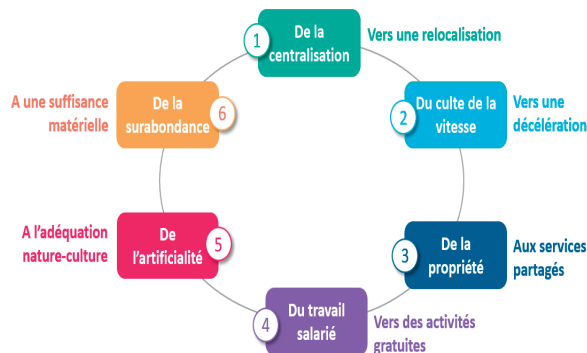 1
De la
centralisation
Vers une relocalisation
2
Du culte de la
vitesse
Vers une
décélération
3
De la
propriété
Aux services
partagés
4
Du travail
salarié
Vers des activités
gratuites
5
De
l’artificialité
A l’adéquation
nature-culture
6
De la
surabondance
A une suffisance
matérielle